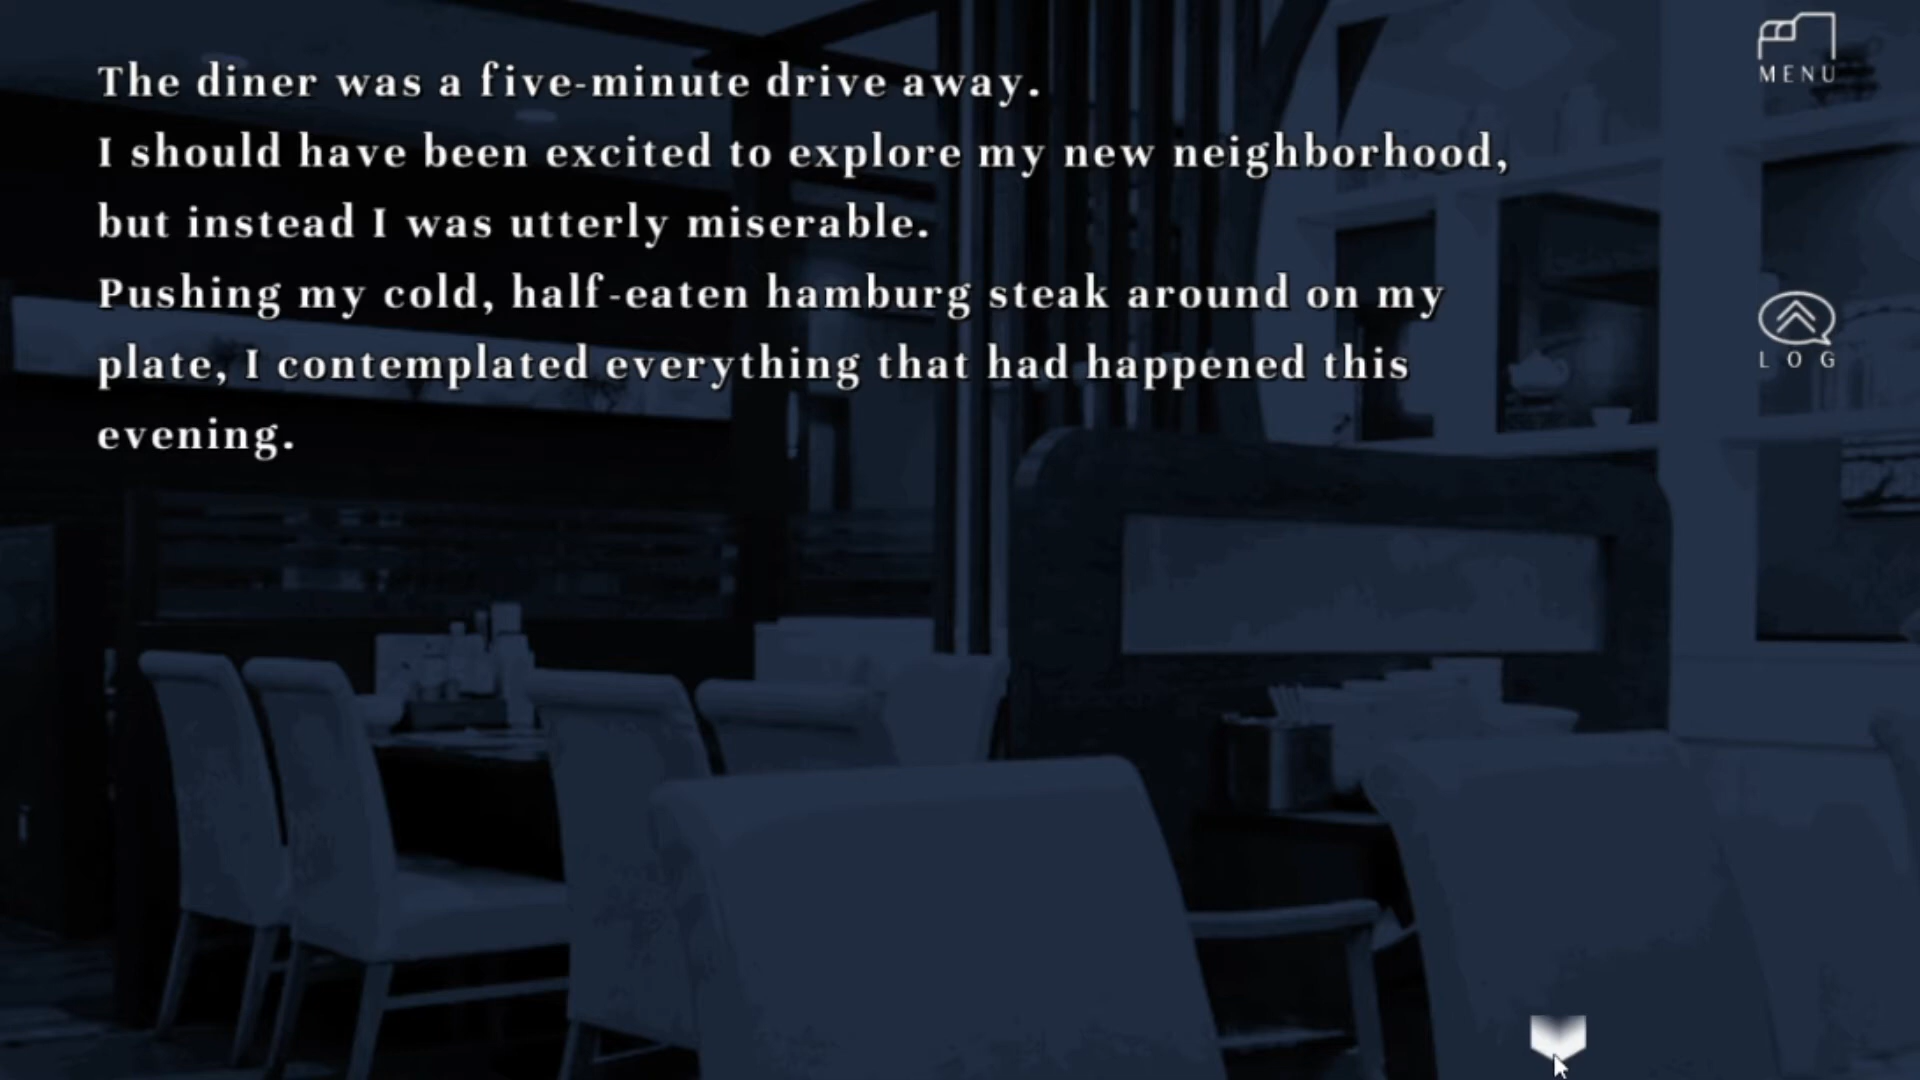 The diner was a five-minute drive away.
I should have been excited to explore my new neighborhood,
but instead I was utterly miserable.
Pushing my cold, half-eaten hamburg steak around on my
plate, I contemplated everything that had happened this
evening.
MENU
LOG